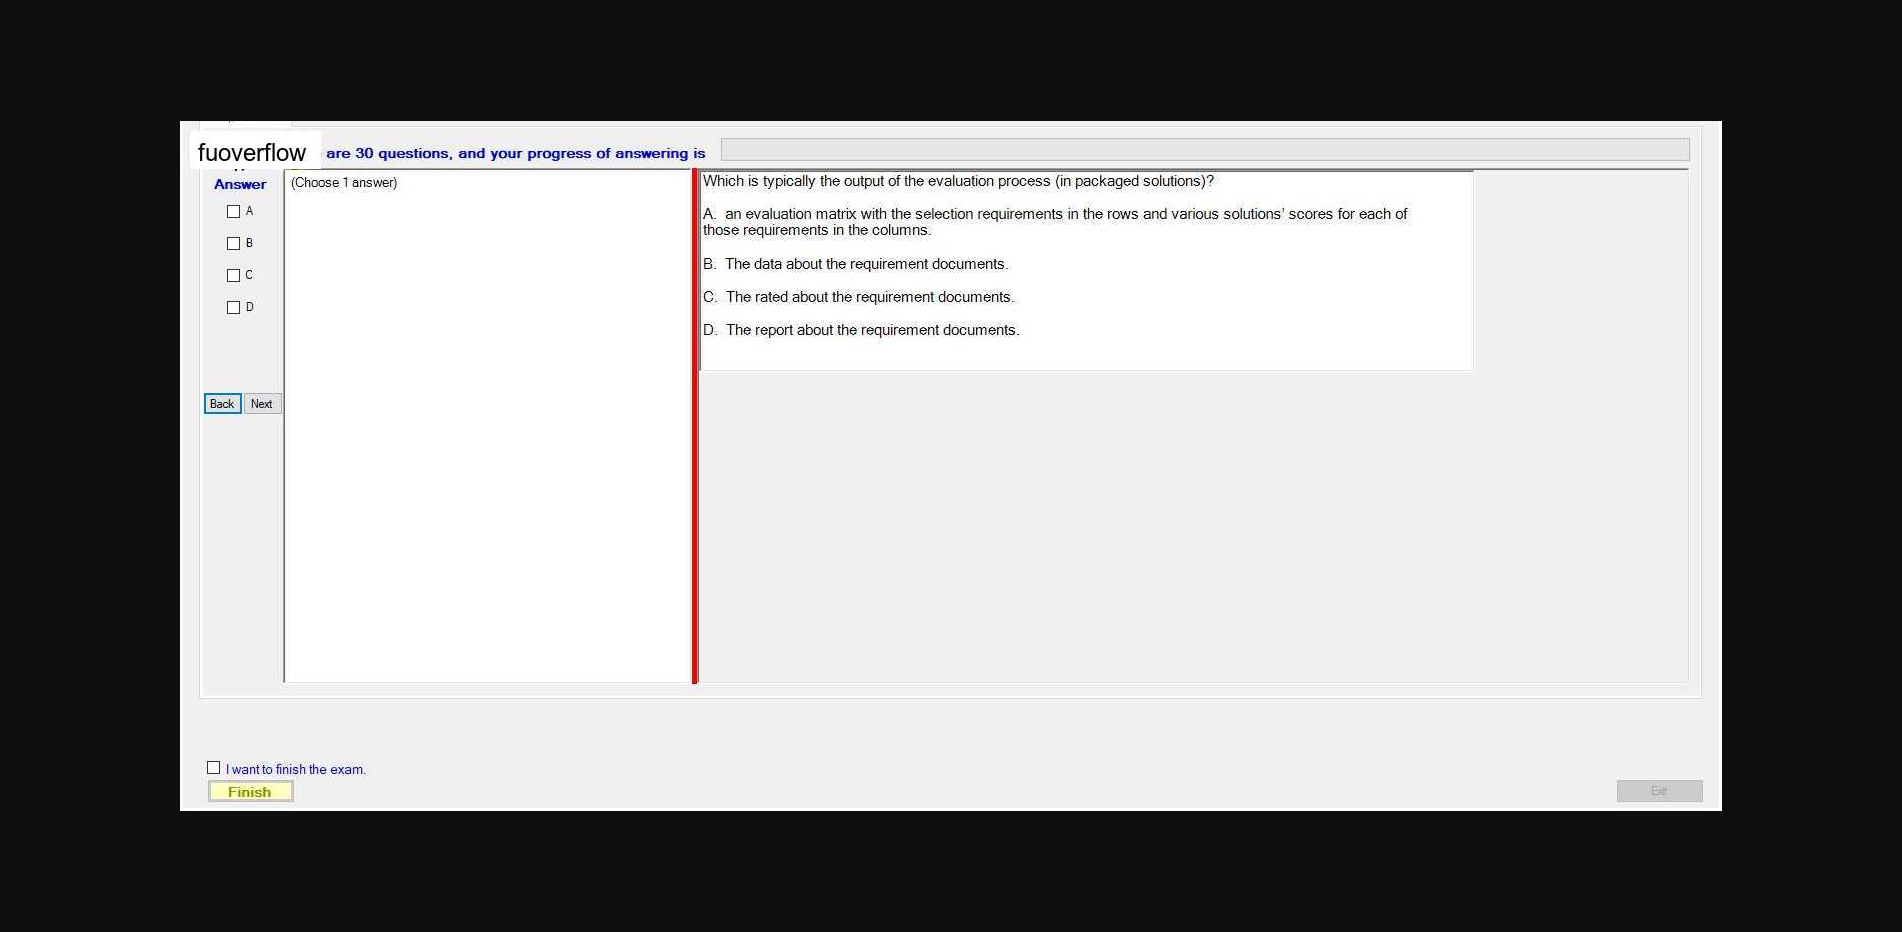 fuoverflow are 30 questions, and your progress of answering is
Answer
A
B
C
D
Back Next
(Choose 1 answer)
Which is typically the output of the evaluation process (in packaged solutions)?
A. an evaluation matrix with the selection requirements in the rows and various solutions' scores for each of
those requirements in the columns.
B. The data about the requirement documents.
C. The rated about the requirement documents.
D. The report about the requirement documents.
I want to finish the exam.
Finish
Exit